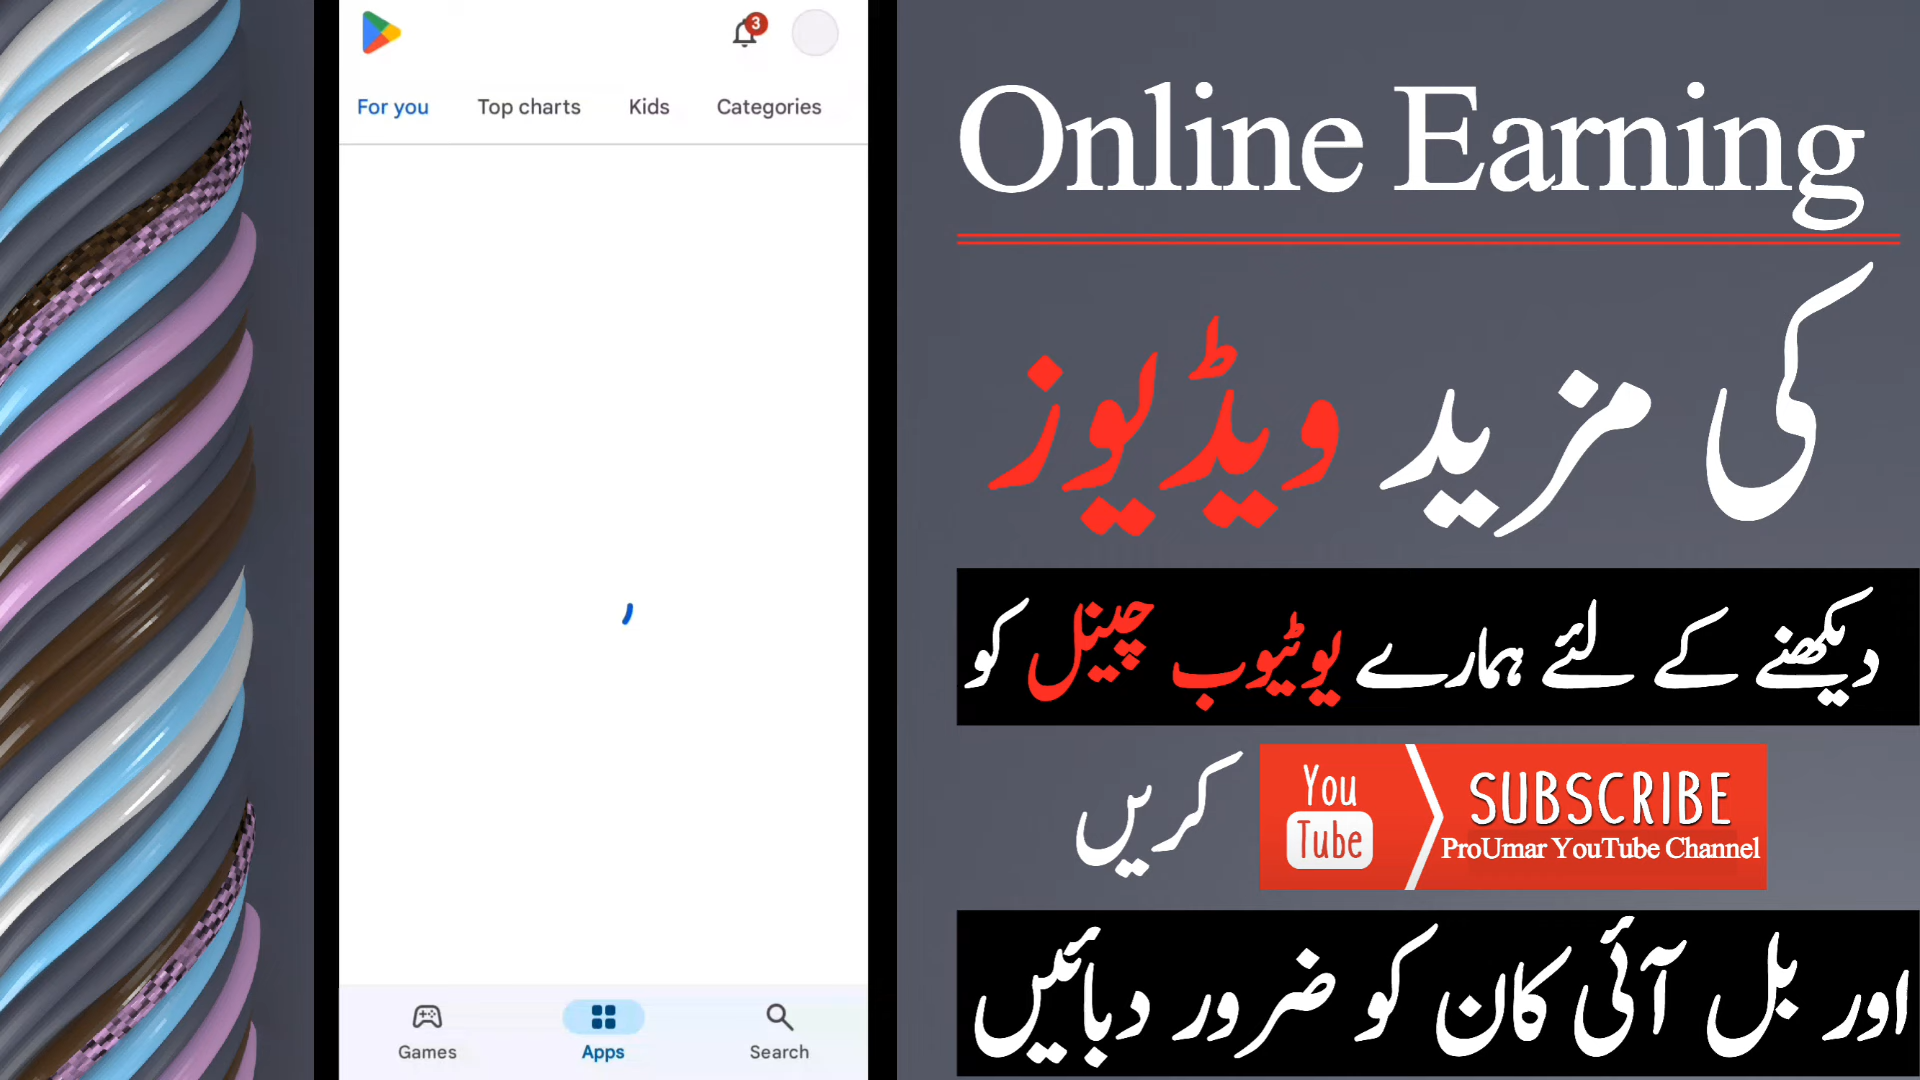 3
For you Top charts Kids Categories
Games Apps Search
Online Earning
کی مزید ویڈیوز
دیکھنے کے لئے ہمارے یوٹیوب چینل کو
You Tube SUBSCRIBE کریں
ProUmar YouTube Channel
اور بل آئی کان کو ضرور دبائیں